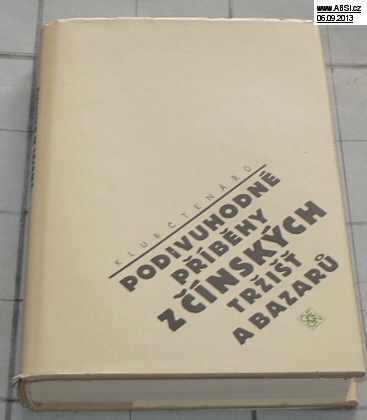 www.ABSI.cz
06.09.2013
KLUB ČTENÁŘŮ
PODIVUHODNÉ
PŘÍBĚHY
Z ČÍNSKÝCH
TRŽIŠŤ
A BAZARŮ